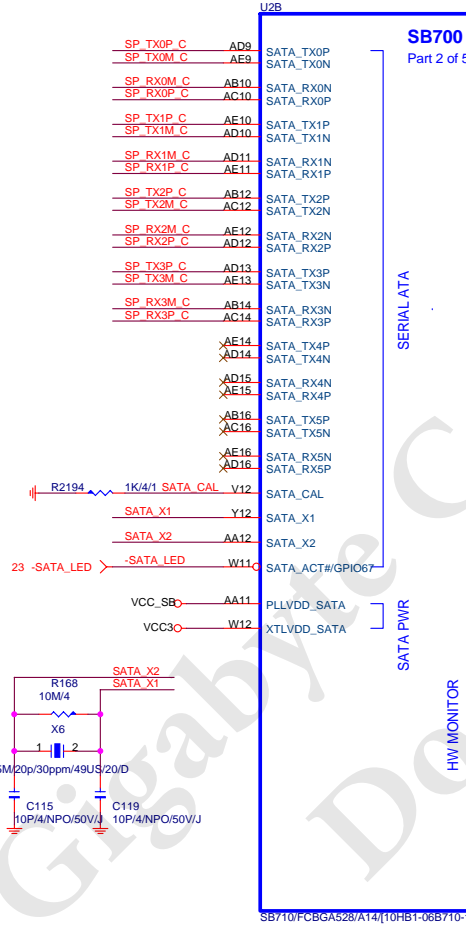 U2B
SB700
Part 2 of 5
SP_TX0P_C AD9 SATA_TX0P
SP_TX0M_C AE9 SATA_TX0N
SP_RX0M_C AB10 SATA_RX0N
SP_RX0P_C AC10 SATA_RX0P
SP_TX1P_C AE10 SATA_TX1P
SP_TX1M_C AD10 SATA_TX1N
SP_RX1M_C AD11 SATA_RX1N
SP_RX1P_C AE11 SATA_RX1P
SP_TX2P_C AB12 SATA_TX2P
SP_TX2M_C AC12 SATA_TX2N
SP_RX2M_C AE12 SATA_RX2N
SP_RX2P_C AD12 SATA_RX2P
SP_TX3P_C AD13 SATA_TX3P
SP_TX3M_C AE13 SATA_TX3N
SP_RX3M_C AB14 SATA_RX3N
SP_RX3P_C AC14 SATA_RX3P
AE14 SATA_TX4P
AD14 SATA_TX4N
AD15 SATA_RX4N
AE15 SATA_RX4P
AB16 SATA_TX5P
AC16 SATA_TX5N
AE16 SATA_RX5N
AD16 SATA_RX5P
SERIAL ATA
R2194 1K/4/1 SATA_CAL V12 SATA_CAL
SATA_X1 Y12 SATA_X1
SATA_X2 AA12 SATA_X2
23 -SATA_LED -SATA_LED W11 SATA_ACT#/GPIO67
VCC_SB AA11 PLLVDD_SATA
VCC3 W12 XTLVDD_SATA
SATA PWR
HW MONITOR
SATA_X2
R168 SATA_X1
10M/4
X6
1 2
5M/20p/30ppm/49US/20/D
C115 C119
10P/4/NPO/50V/J 10P/4/NPO/50V/J
SB710/FCBGA528/A14/[10HB1-06B710-
Gigabyte C
Do